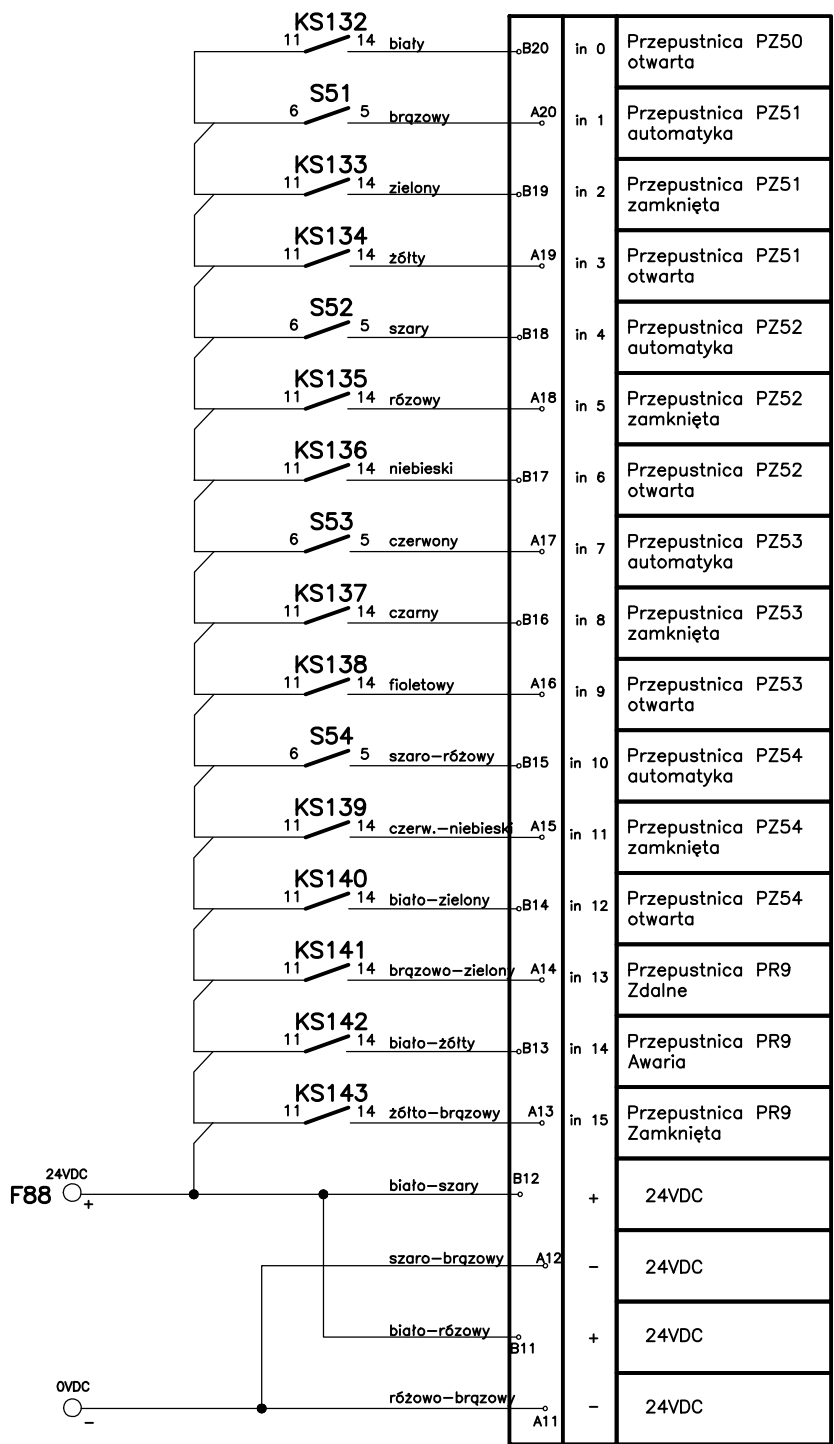 KS132
11 14 biały B20 in 0 Przepustnica PZ50
otwarta
S51
6 5 brązowy A20 in 1 Przepustnica PZ51
automatyka
KS133
11 14 zielony B19 in 2 Przepustnica PZ51
zamknięta
KS134
11 14 żółty A19 in 3 Przepustnica PZ51
otwarta
S52
6 5 szary B18 in 4 Przepustnica PZ52
automatyka
KS135
11 14 rózowy A18 in 5 Przepustnica PZ52
zamknięta
KS136
11 14 niebieski B17 in 6 Przepustnica PZ52
otwarta
S53
6 5 czerwony A17 in 7 Przepustnica PZ53
automatyka
KS137
11 14 czarny B16 in 8 Przepustnica PZ53
zamknięta
KS138
11 14 fioletowy A16 in 9 Przepustnica PZ53
otwarta
S54
6 5 szaro-różowy B15 in 10 Przepustnica PZ54
automatyka
KS139
11 14 czerw.-niebieski A15 in 11 Przepustnica PZ54
zamknięta
KS140
11 14 biało-zielony B14 in 12 Przepustnica PZ54
otwarta
KS141
11 14 brązowo-zielony A14 in 13 Przepustnica PR9
Zdalne
KS142
11 14 biało-żółty B13 in 14 Przepustnica PR9
Awaria
KS143
11 14 żółto-brązowy A13 in 15 Przepustnica PR9
Zamknięta
F88 24VDC + biało-szary B12 + 24VDC
szaro-brązowy A12 - 24VDC
biało-rózowy B11 + 24VDC
0VDC - różowo-brązowy A11 - 24VDC